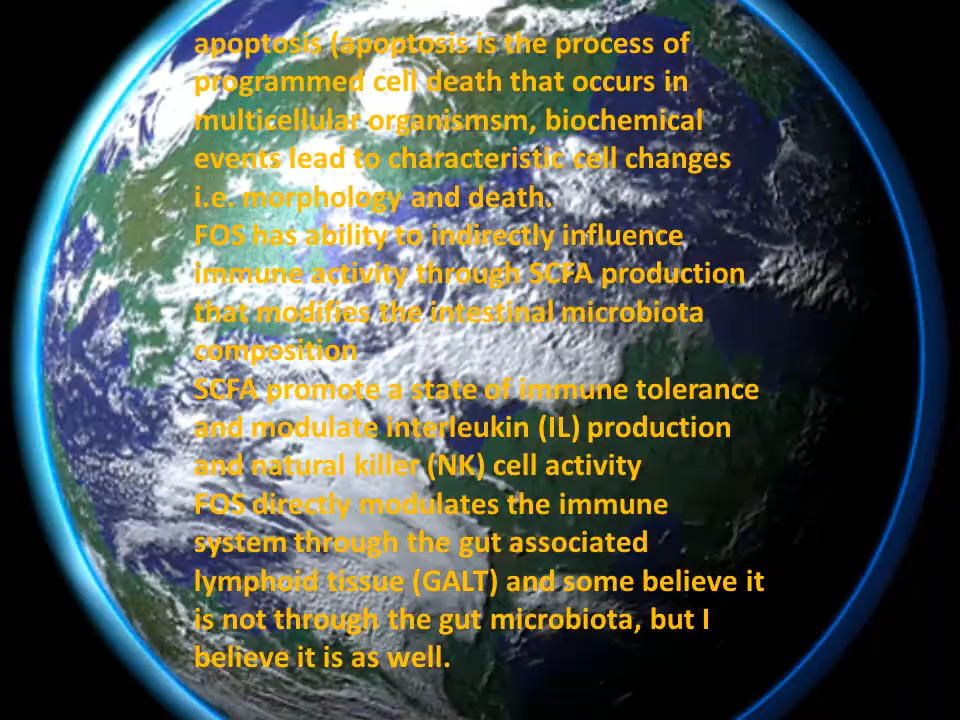 apoptosis (apoptosis is the process of
programmed cell death that occurs in
multicellular organismsm, biochemical
events lead to characteristic cell changes
i.e. morphology and death.
FOS has ability to indirectly influence
immune activity through SCFA production
that modifies the intestinal microbiota
composition
SCFA promote a state of immune tolerance
and modulate interleukin (IL) production
and natural killer (NK) cell activity
FOS directly modulates the immune
system through the gut associated
lymphoid tissue (GALT) and some believe it
is not through the gut microbiota, but I
believe it is as well.